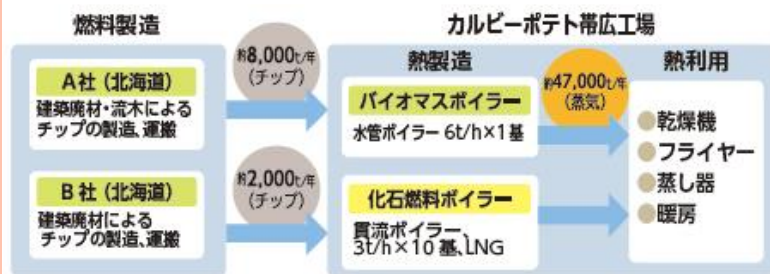 燃料製造
カルビーポテト帯広工場
A社（北海道）
建築廃材・流木による
チップの製造、運搬
約8,000t/年
（チップ）
B社（北海道）
建築廃材による
チップの製造、運搬
約2,000t/年
（チップ）
熱製造
バイオマスボイラー
水管ボイラー 6t/h×1基
化石燃料ボイラー
貫流ボイラー、
3t/h×10基、LNG
約47,000t/年
（蒸気）
熱利用
●乾燥機
●フライヤー
●蒸し器
●暖房